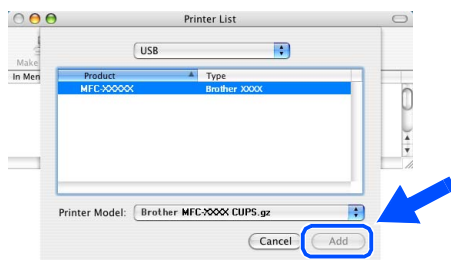 Printer List
USB
Make
In Men
Product Type
MFC-XXXXX Brother XXXX
Printer Model: Brother MFC-XXXX CUPS.gz
Cancel Add